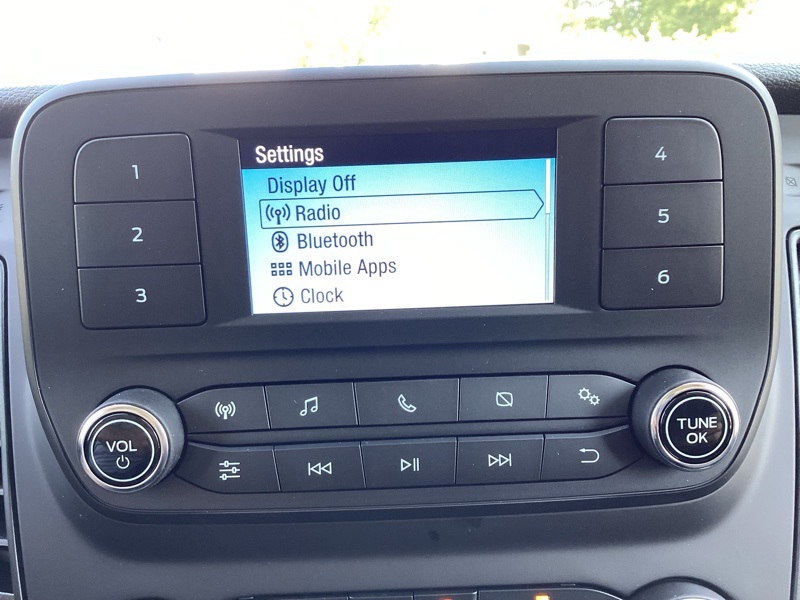 Settings
Display Off
Radio
Bluetooth
Mobile Apps
Clock
1
2
3
4
5
6
VOL
TUNE
OK